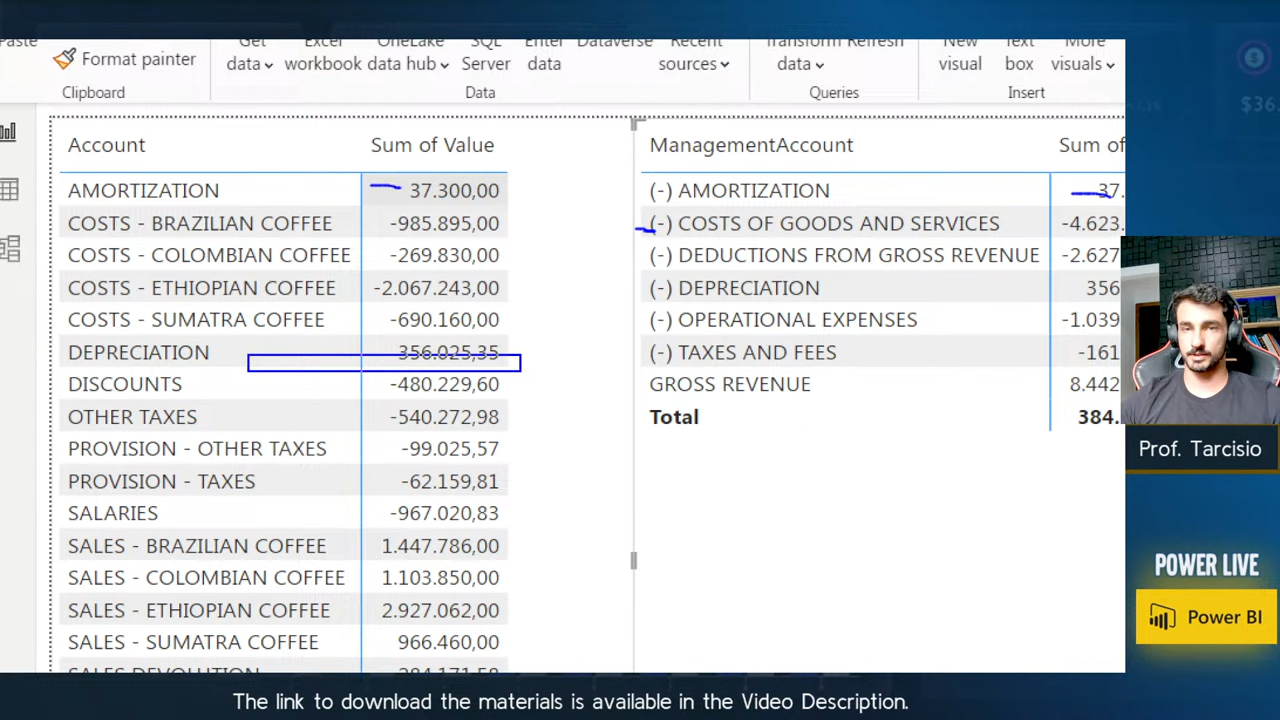 Format painter
Get
data
Excel
workbook
OneLake
data hub
SQL
Server
Enter
data
Dataverse
Recent
sources
Transform
data
Refresh
New
visual
Text
box
More
visuals
Clipboard
Data
Queries
Insert
$36.
Account Sum of Value
AMORTIZATION 37.300,00
COSTS - BRAZILIAN COFFEE -985.895,00
COSTS - COLOMBIAN COFFEE -269.830,00
COSTS - ETHIOPIAN COFFEE -2.067.243,00
COSTS - SUMATRA COFFEE -690.160,00
DEPRECIATION 356.025,35
DISCOUNTS -480.229,60
OTHER TAXES -540.272,98
PROVISION - OTHER TAXES -99.025,57
PROVISION - TAXES -62.159,81
SALARIES -967.020,83
SALES - BRAZILIAN COFFEE 1.447.786,00
SALES - COLOMBIAN COFFEE 1.103.850,00
SALES - ETHIOPIAN COFFEE 2.927.062,00
SALES - SUMATRA COFFEE 966.460,00
SALES DEVOLUTION
ManagementAccount Sum of
(-) AMORTIZATION 37.
(-) COSTS OF GOODS AND SERVICES -4.623.
(-) DEDUCTIONS FROM GROSS REVENUE -2.627
(-) DEPRECIATION 356
(-) OPERATIONAL EXPENSES -1.039
(-) TAXES AND FEES -161
GROSS REVENUE 8.442
Total 384.
Prof. Tarcisio
POWER LIVE
Power BI
The link to download the materials is available in the Video Description.